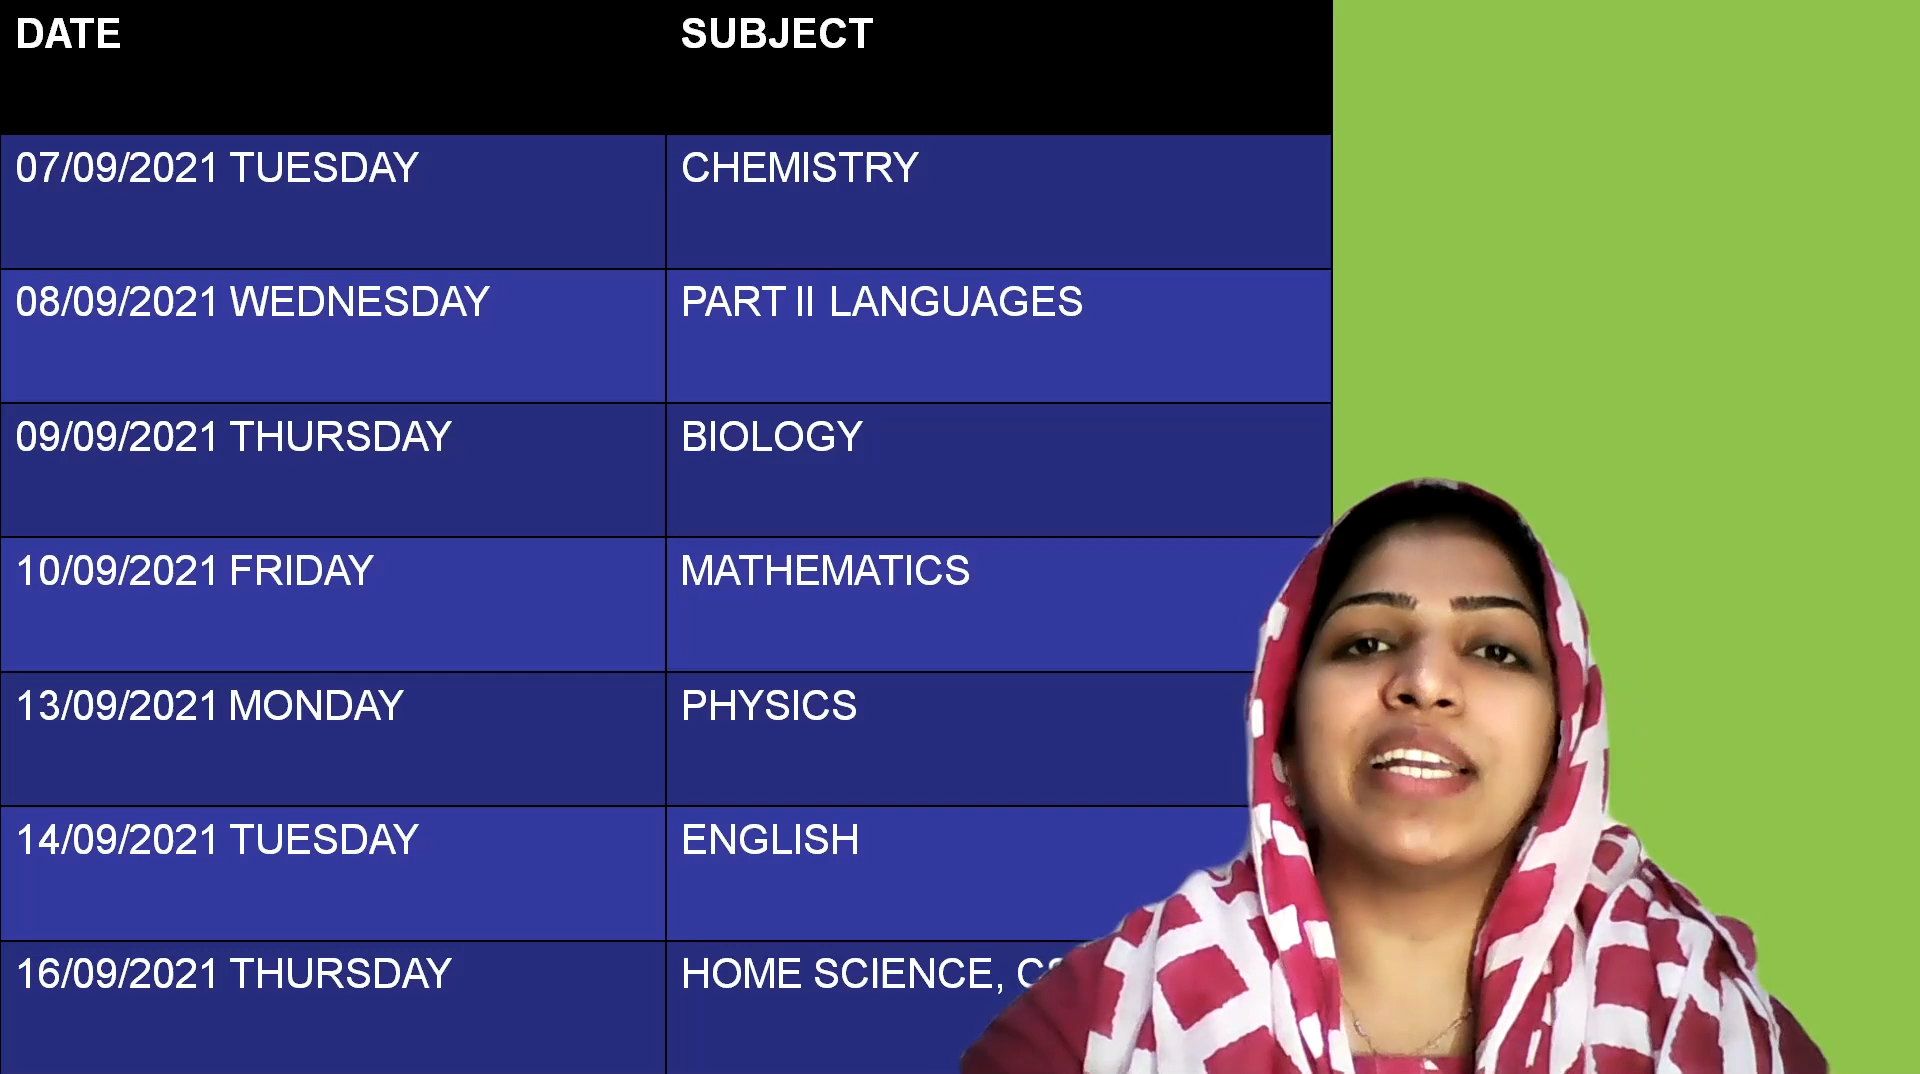 DATE SUBJECT
07/09/2021 TUESDAY CHEMISTRY
08/09/2021 WEDNESDAY PART II LANGUAGES
09/09/2021 THURSDAY BIOLOGY
10/09/2021 FRIDAY MATHEMATICS
13/09/2021 MONDAY PHYSICS
14/09/2021 TUESDAY ENGLISH
16/09/2021 THURSDAY HOME SCIENCE,